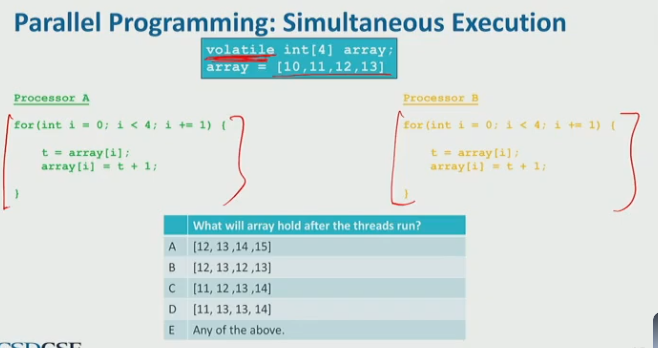 Parallel Programming: Simultaneous Execution
volatile int[4] array;
array = [10,11,12,13]
Processor A
for(int i = 0; i < 4; i += 1) {
t = array[i];
array[i] = t + 1;
}
Processor B
for(int i = 0; i < 4; i += 1) {
t = array[i];
array[i] = t + 1;
}
What will array hold after the threads run?
A [12, 13 ,14 ,15]
B [12, 13 ,12 ,13]
C [11, 12 ,13 ,14]
D [11, 13, 13, 14]
E Any of the above.